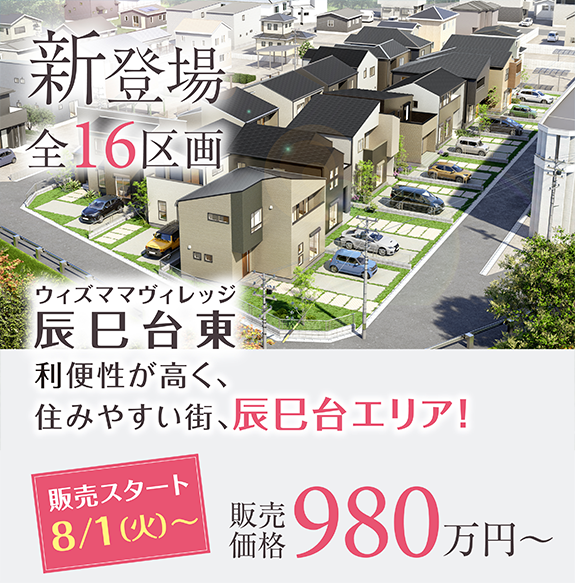 新登場
全16区画
ウィズママヴィレッジ
辰巳台東
利便性が高く、
住みやすい街、辰巳台エリア!
販売スタート
8/1(火)〜
販売価格980万円〜